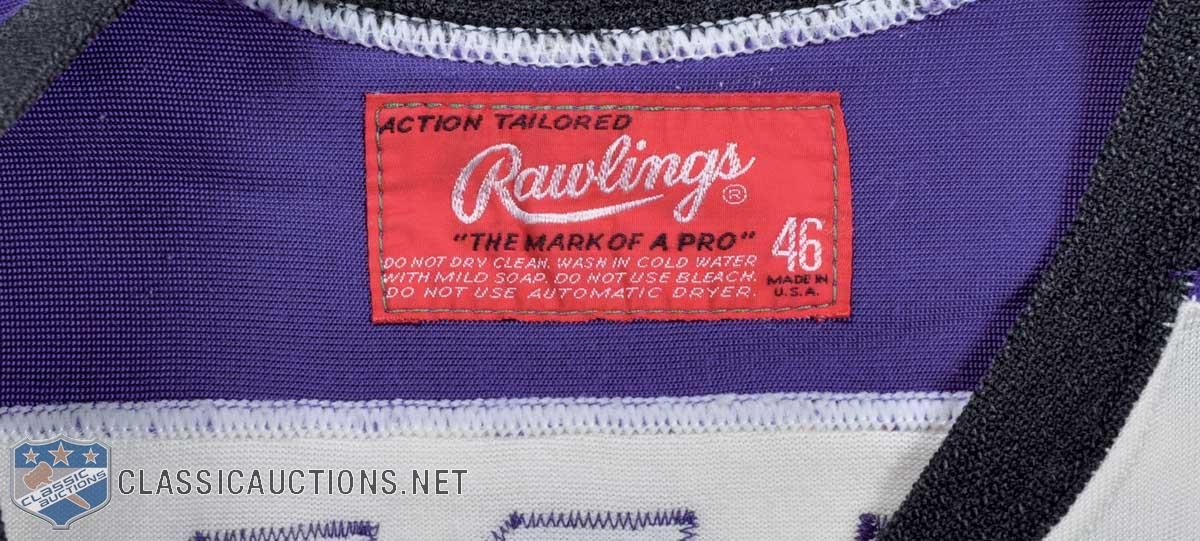 ACTION TAILORED
Rawlings ®
"THE MARK OF A PRO"
46
DO NOT DRY CLEAN. WASH IN COLD WATER
WITH MILD SOAP. DO NOT USE BLEACH.
DO NOT USE AUTOMATIC DRYER.
MADE IN
U.S.A.
CLASSIC
AUCTIONS
CLASSICAUCTIONS.NET